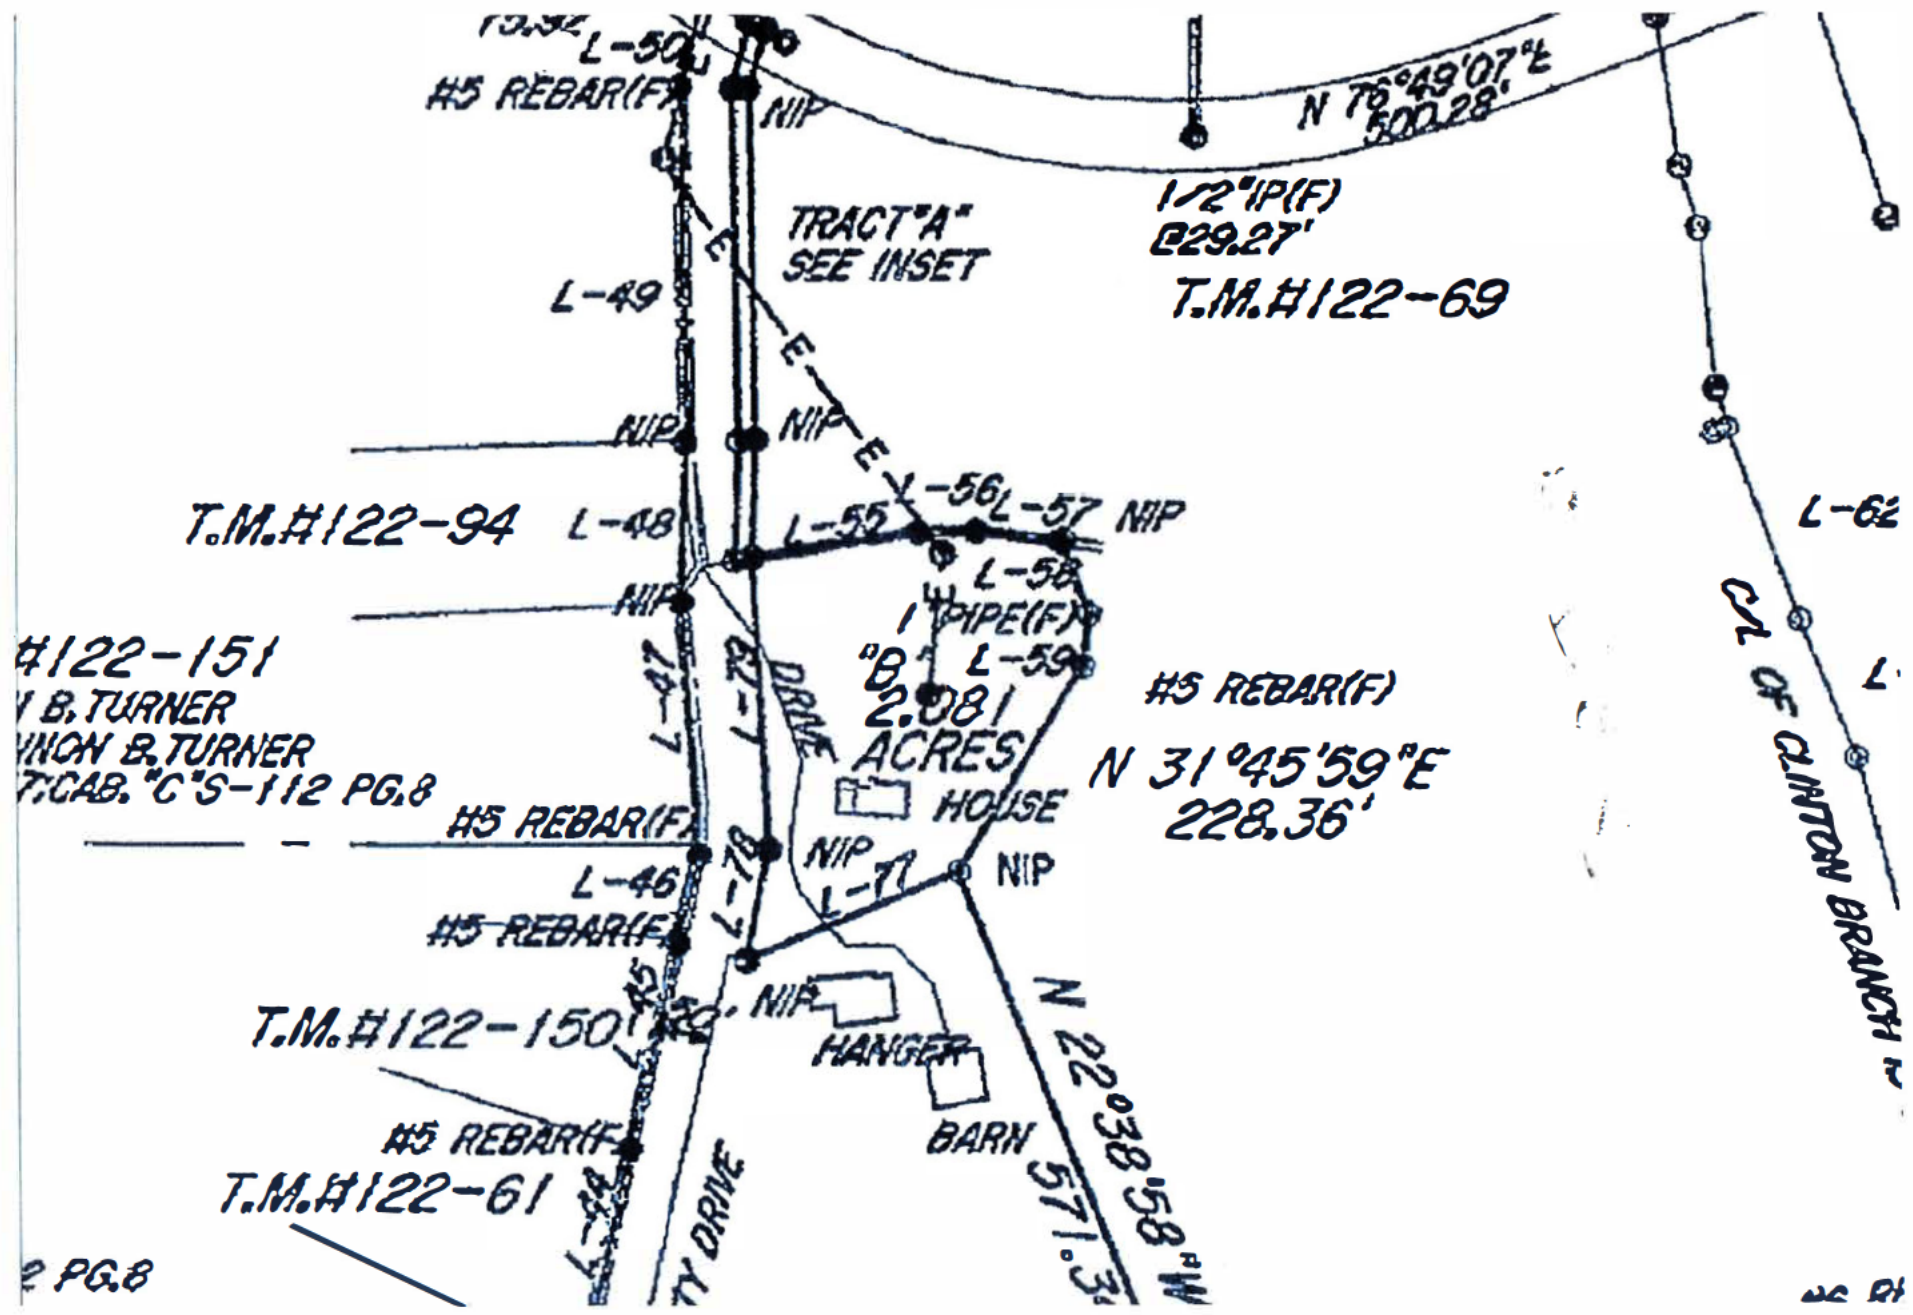 75.92
L-50
#5 REBAR(F)
NIP
N 76°49'07"E
500.28'
1/2"IP(F)
@29.27'
T.M.#122-69
TRACT"A"
SEE INSET
E
L-49
E
NIP
NIP
E
T.M.#122-94
L-48
L-55
L-56
L-57
NIP
L-62
L-58
NIP
1" PIPE(F)
#122-151
B.TURNER
B.TURNER
CAB. "C"S-112 PG.8
L-47
L-79
DRIVE
"B"
L-59
2.081
ACRES
#5 REBAR(F)
N 31°45'59"E
228.36'
C/L OF CLINTON BRANCH
L-
HOUSE
#5 REBAR(F)
L-46
L-78
NIP
L-77
NIP
#5 REBAR(F)
L-45
T.M.#122-150
NIP
HANGER
BARN
N 22°38'58"W
571.3
#5 REBAR(F)
T.M.#122-61
L-44
TY DRIVE
PG.8